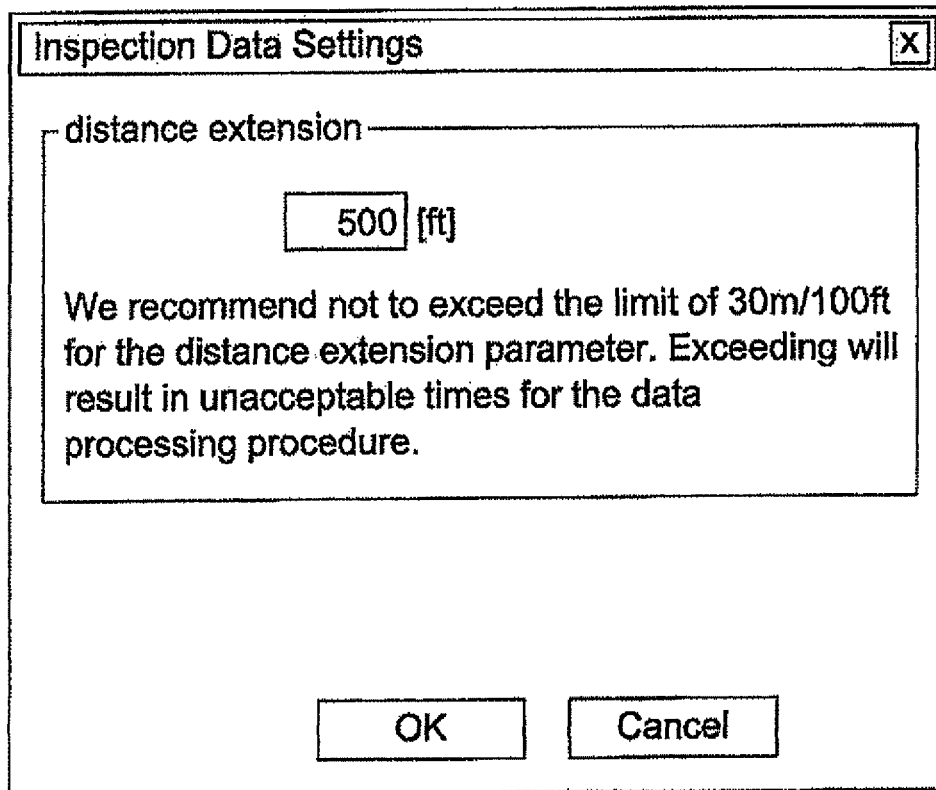 Inspection Data Settings X
distance extension
500 [ft]
We recommend not to exceed the limit of 30m/100ft
for the distance extension parameter. Exceeding will
result in unacceptable times for the data
processing procedure.
OK Cancel